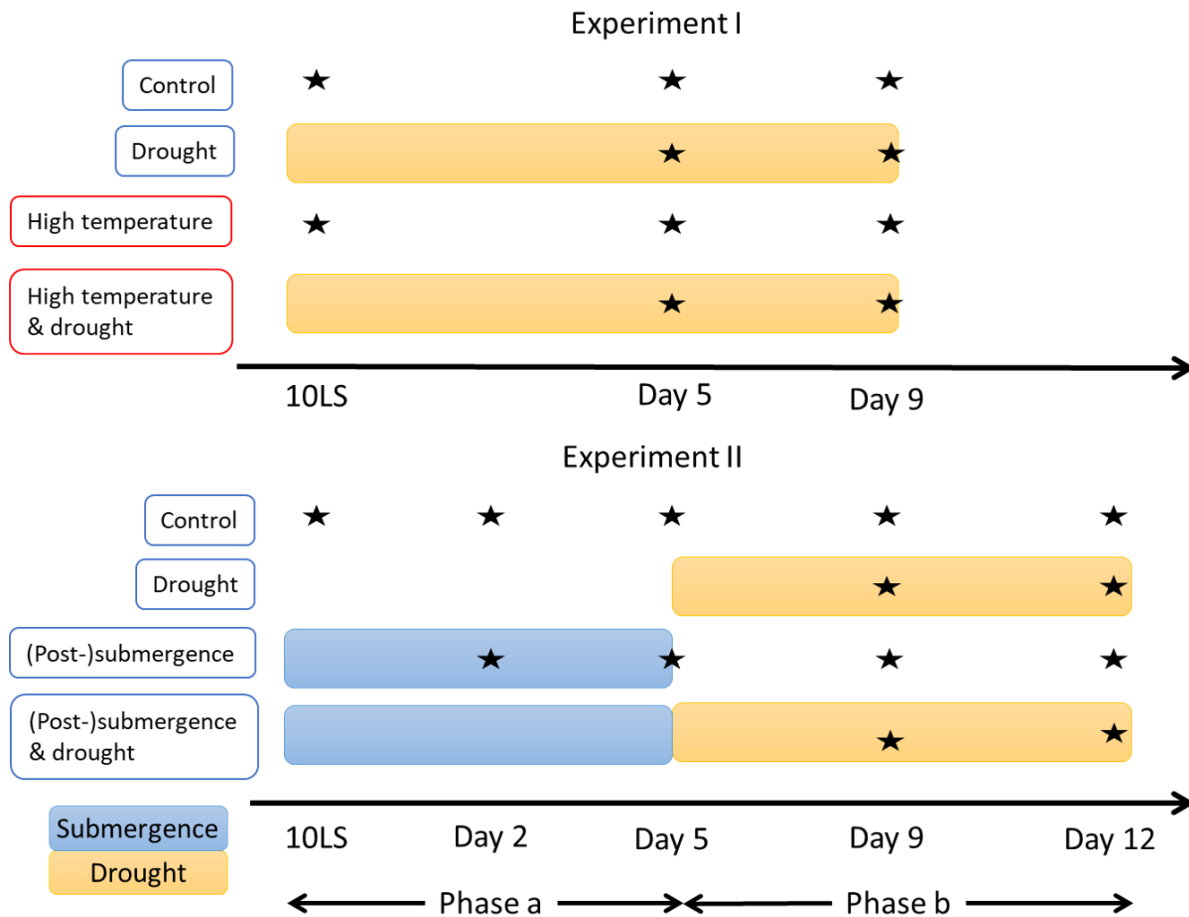 Experiment I
Control
Drought
High temperature
High temperature
& drought
10LS
Day 5
Day 9
Experiment II
Control
Drought
(Post-)submergence
(Post-)submergence
& drought
Submergence
Drought
10LS
Day 2
Day 5
Day 9
Day 12
Phase a
Phase b